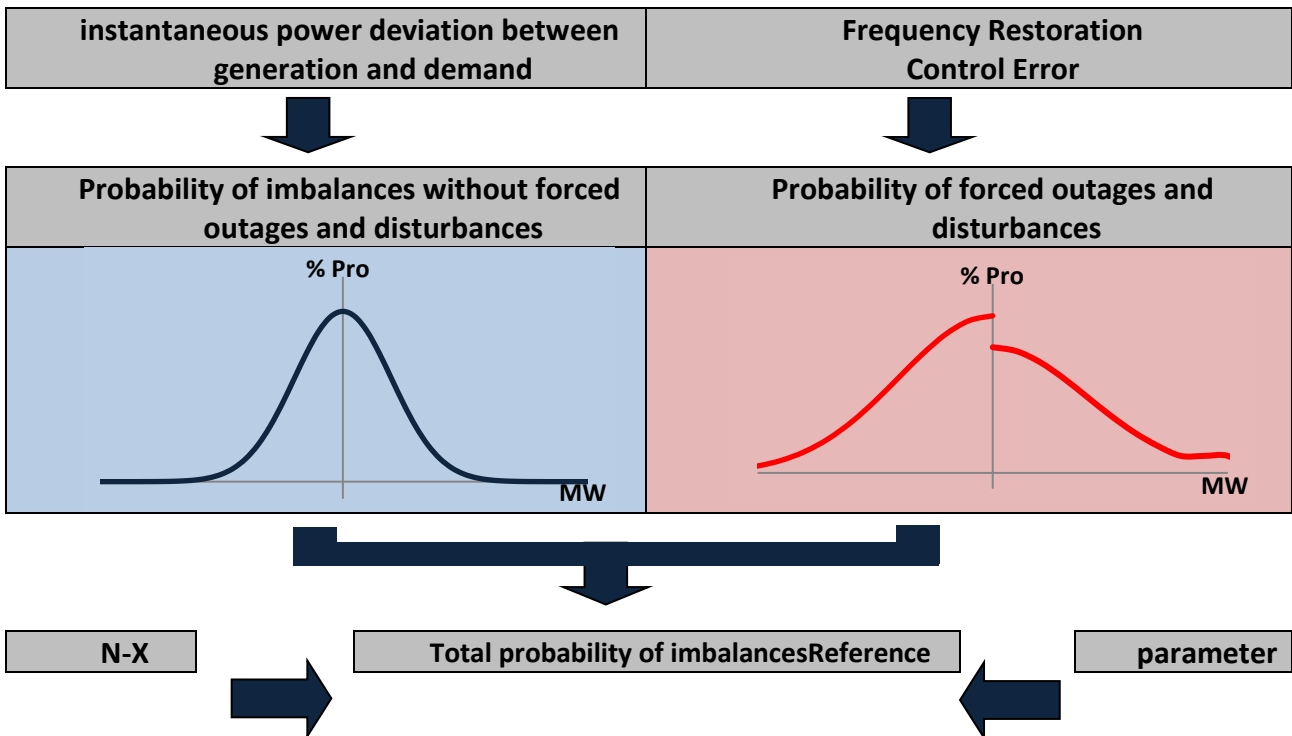 instantaneous power deviation between
generation and demand
Frequency Restoration
Control Error
Probability of imbalances without forced
outages and disturbances
Probability of forced outages and
disturbances
% Pro
MW
% Pro
MW
N-X
Total probability of imbalancesReference
parameter